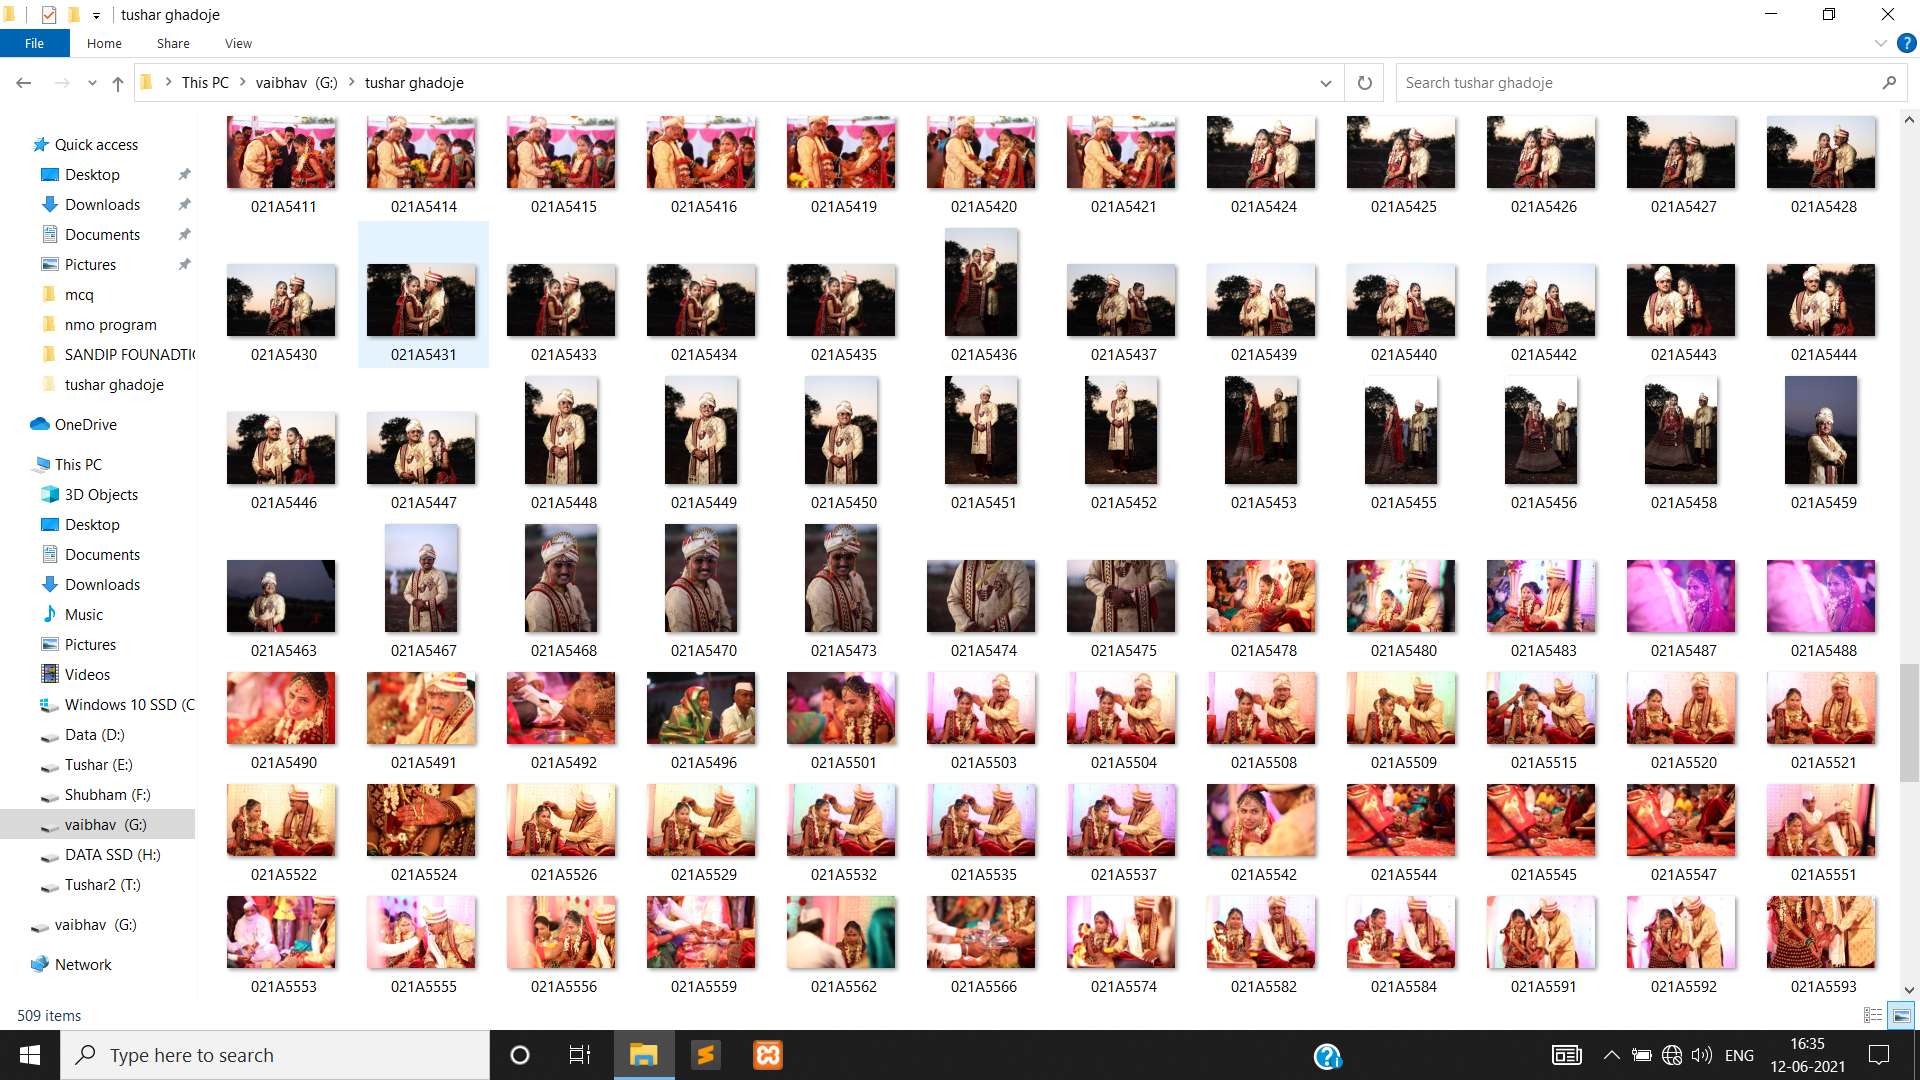 tushar ghadoje
File Home Share View
This PC vaibhav (G:) tushar ghadoje
Search tushar ghadoje
Quick access
Desktop
Downloads
Documents
Pictures
mcq
nmo program
SANDIP FOUNADTI
tushar ghadoje
OneDrive
This PC
3D Objects
Desktop
Documents
Downloads
Music
Pictures
Videos
Windows 10 SSD (C
Data (D:)
Tushar (E:)
Shubham (F:)
vaibhav (G:)
DATA SSD (H:)
Tushar2 (T:)
vaibhav (G:)
Network
021A5411 021A5414 021A5415 021A5416 021A5419 021A5420 021A5421 021A5424 021A5425 021A5426 021A5427 021A5428
021A5430 021A5431 021A5433 021A5434 021A5435 021A5436 021A5437 021A5439 021A5440 021A5442 021A5443 021A5444
021A5446 021A5447 021A5448 021A5449 021A5450 021A5451 021A5452 021A5453 021A5455 021A5456 021A5458 021A5459
021A5463 021A5467 021A5468 021A5470 021A5473 021A5474 021A5475 021A5478 021A5480 021A5483 021A5487 021A5488
021A5490 021A5491 021A5492 021A5496 021A5501 021A5503 021A5504 021A5508 021A5509 021A5515 021A5520 021A5521
021A5522 021A5524 021A5526 021A5529 021A5532 021A5535 021A5537 021A5542 021A5544 021A5545 021A5547 021A5551
021A5553 021A5555 021A5556 021A5559 021A5562 021A5566 021A5574 021A5582 021A5584 021A5591 021A5592 021A5593
509 items
Type here to search
ENG
16:35
12-06-2021